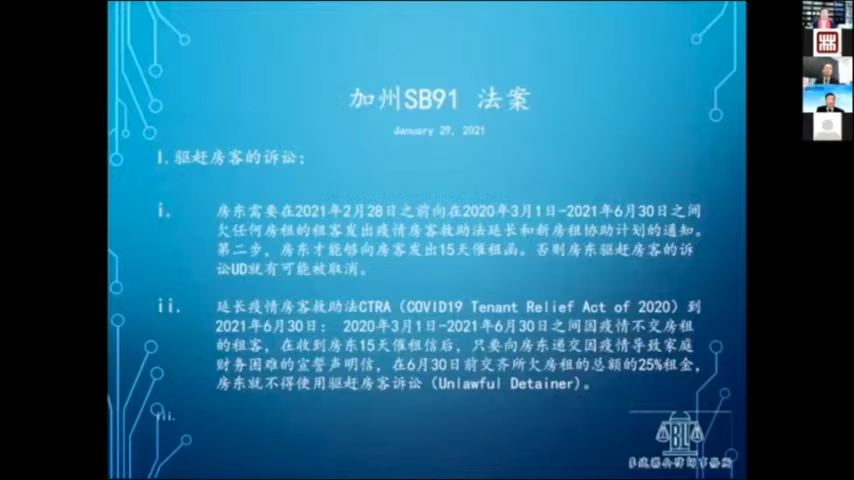 加州SB91 法案
January 29, 2021
I.驱赶房客的诉讼:
i. 房东需要在2021年2月28日之前向在2020年3月1日-2021年6月30日之间
欠任何房租的租客发出疫情房客救助法延长和新房租协助计划的通知。
第二步,房东才能够向房客发出15天催租函。否则房东驱赶房客的诉
讼UD就有可能被取消。
ii. 延长疫情房客救助法CTRA(COVID19 Tenant Relief Act of 2020)到
2021年6月30日: 2020年3月1日-2021年6月30日之间因疫情不交房租
的租客,在收到房东15天催租信后,只要向房东递交因疫情导致家庭
财务困难的宣誓声明信,在6月30日前交齐所欠房租的总额的25%租金,
房东就不得使用驱赶房客诉讼(Unlawful Detainer)。
iii.
BL
律師事務所